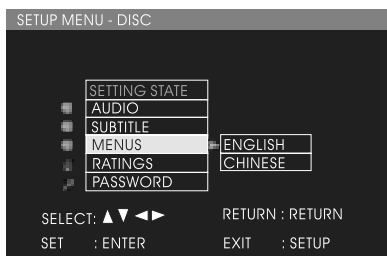 SETUP MENU - DISC
SETTING STATE
AUDIO
SUBTITLE
MENUS
ENGLISH
RATINGS
CHINESE
PASSWORD
SELECT: ▲ ▼ ◄ ► RETURN : RETURN
SET : ENTER EXIT : SETUP